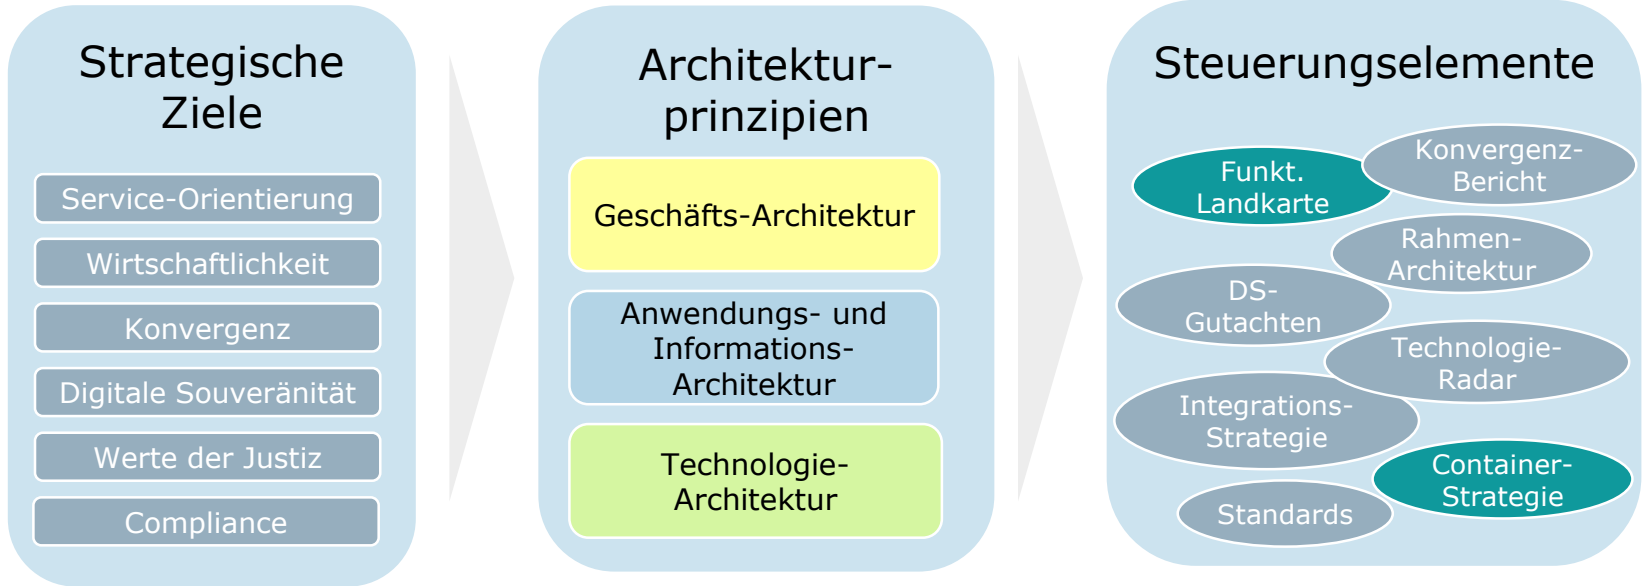 Strategische
Ziele
Service-Orientierung
Wirtschaftlichkeit
Konvergenz
Digitale Souveränität
Werte der Justiz
Compliance
Architektur-
prinzipien
Geschäfts-Architektur
Anwendungs- und
Informations-
Architektur
Technologie-
Architektur
Steuerungselemente
Funkt.
Landkarte
Konvergenz-
Bericht
Rahmen-
Architektur
DS-
Gutachten
Technologie-
Radar
Integrations-
Strategie
Container-
Strategie
Standards